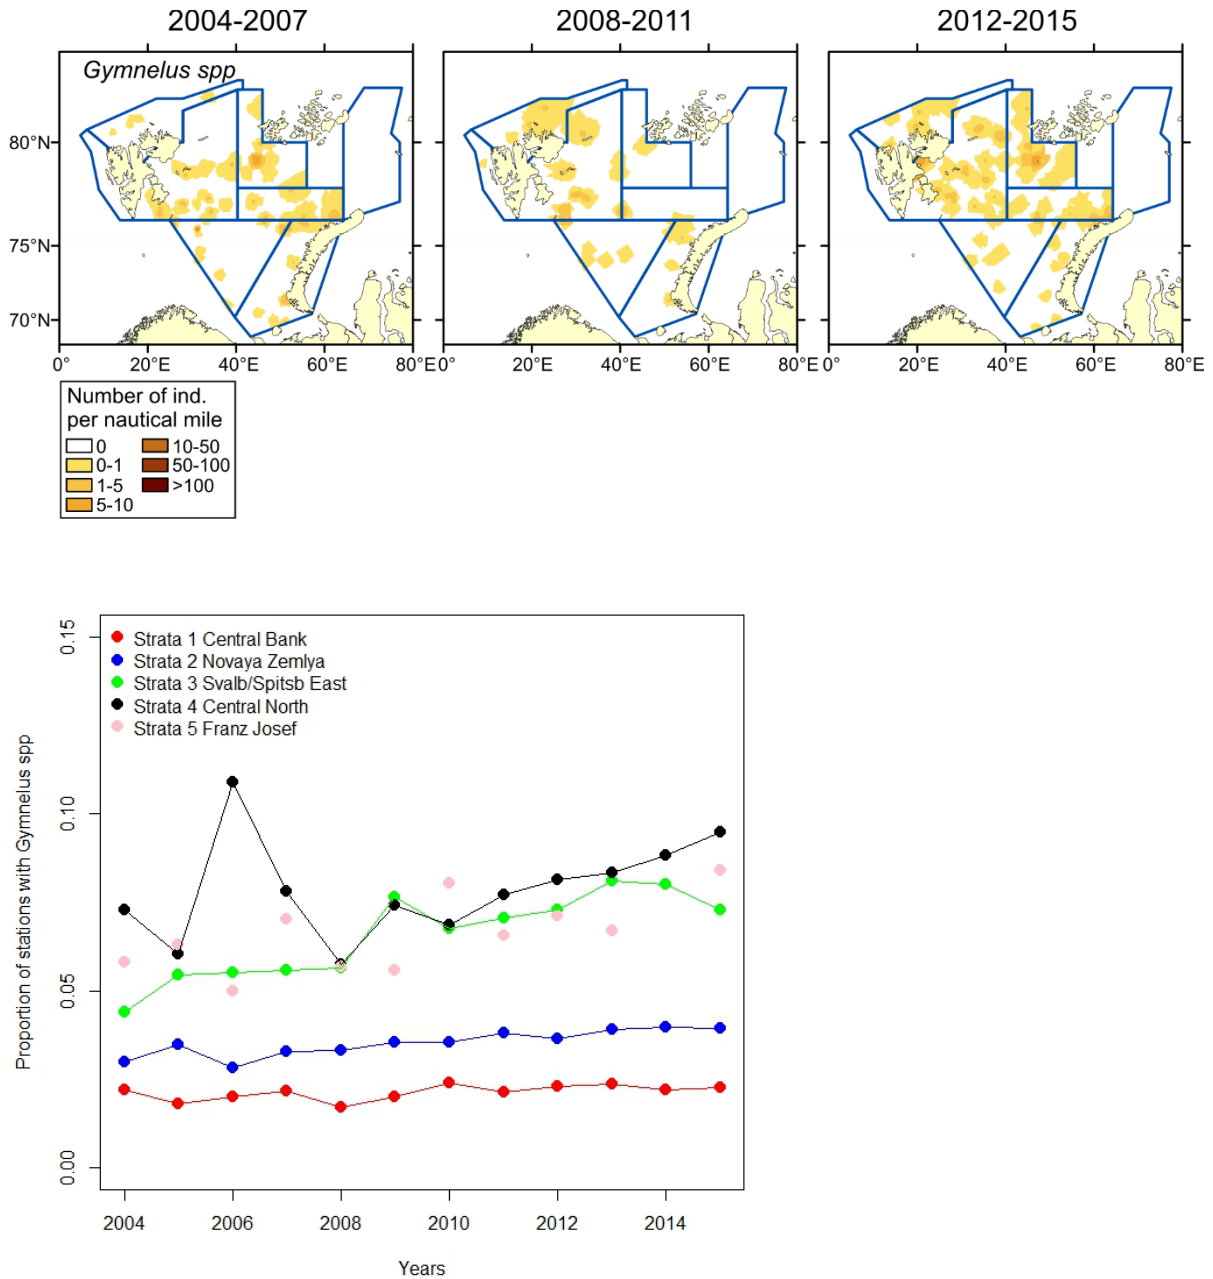 2004-2007
2008-2011
2012-2015
Gymnelus spp
80°N
75°N
70°N
0
20°E
40°E
60°E
80°E
0°
20°E
40°E
60°E
80°E
0°
20°E
40°E
60°E
80°E
Number of ind.
per nautical mile
0
10-50
0-1
50-100
1-5
>100
5-10
Strata 1 Central Bank
Strata 2 Novaya Zemlya
Strata 3 Svalb/Spitsb East
Strata 4 Central North
Strata 5 Franz Josef
Proportion of stations with Gymnelus spp
0.15
0.10
0.05
0.00
2004
2006
2008
2010
2012
2014
Years